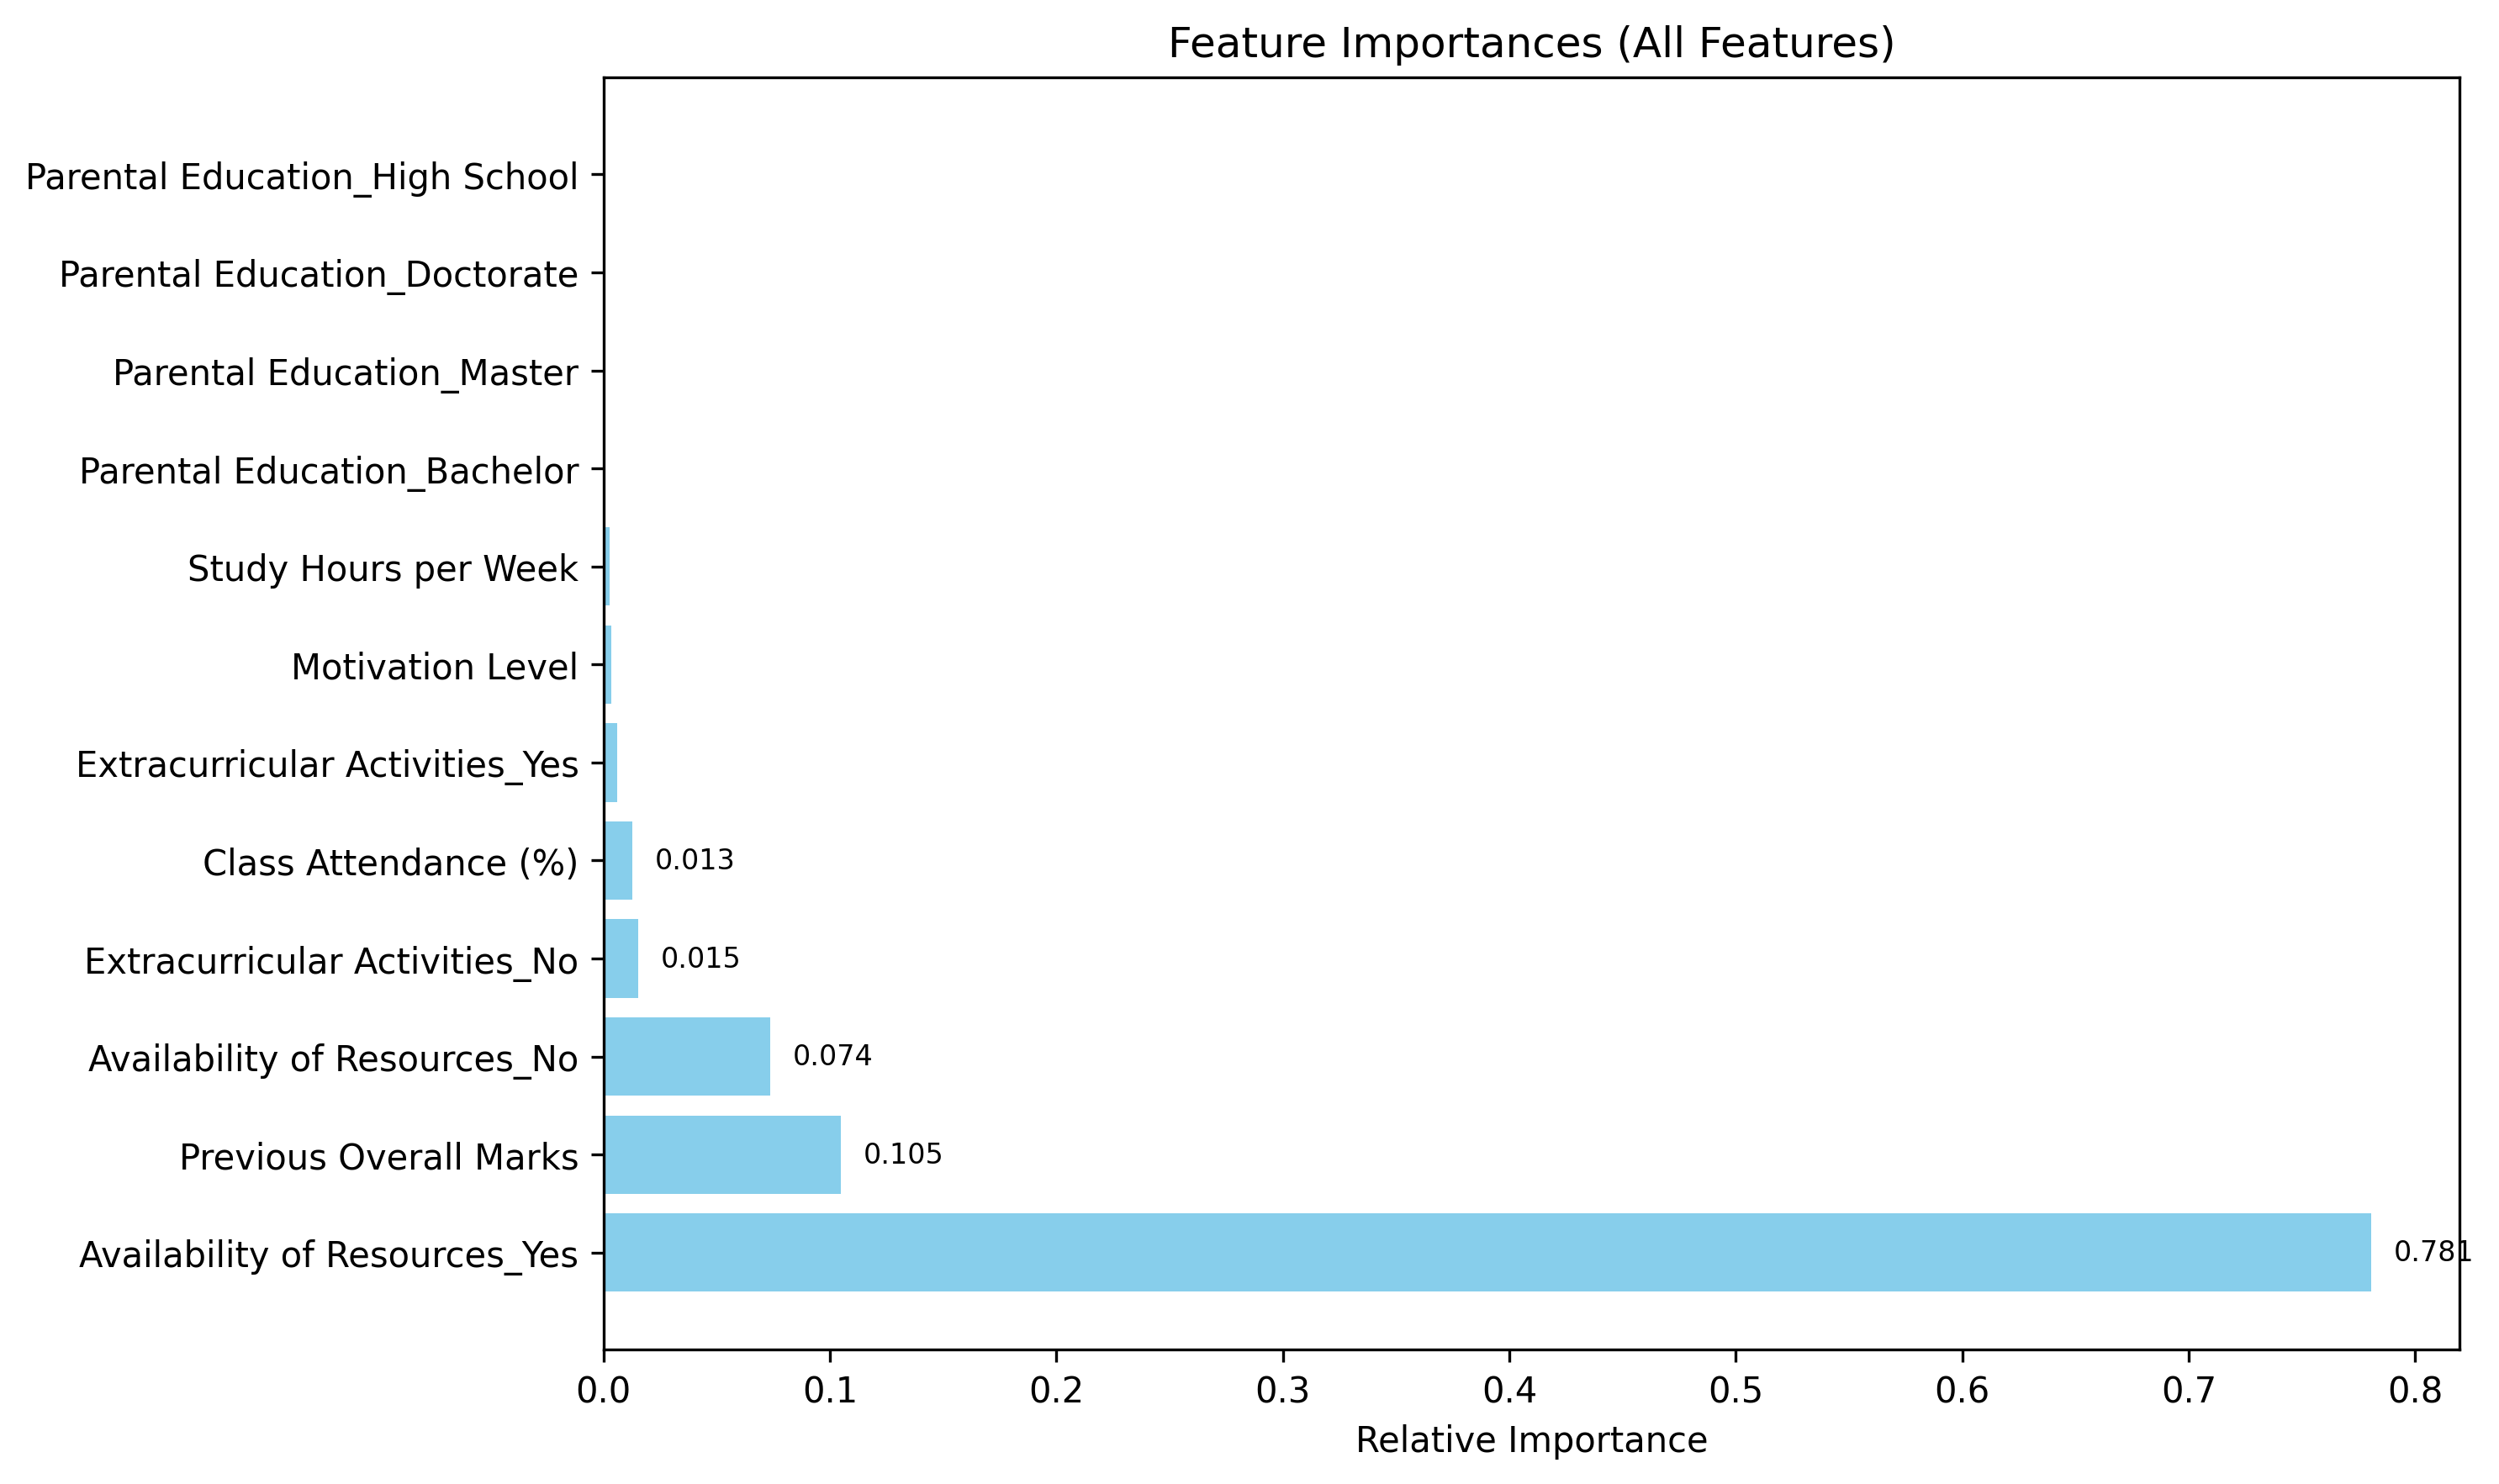 Feature Importances (All Features)
Parental Education_High School
Parental Education_Doctorate
Parental Education_Master
Parental Education_Bachelor
Study Hours per Week
Motivation Level
Extracurricular Activities_Yes
Class Attendance (%)
0.013
Extracurricular Activities_No
0.015
Availability of Resources_No
0.074
Previous Overall Marks
0.105
Availability of Resources_Yes
0.781
0.0 0.1 0.2 0.3 0.4 0.5 0.6 0.7 0.8
Relative Importance